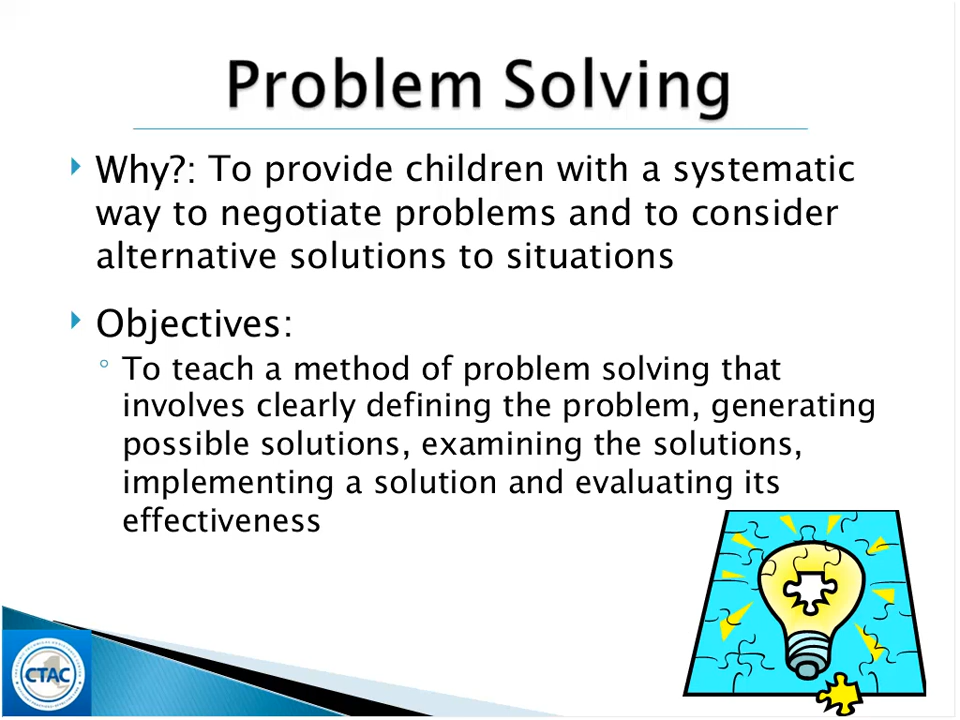 Problem Solving
Why?: To provide children with a systematic
way to negotiate problems and to consider
alternative solutions to situations
Objectives:
To teach a method of problem solving that
involves clearly defining the problem, generating
possible solutions, examining the solutions,
implementing a solution and evaluating its
effectiveness
CTAC